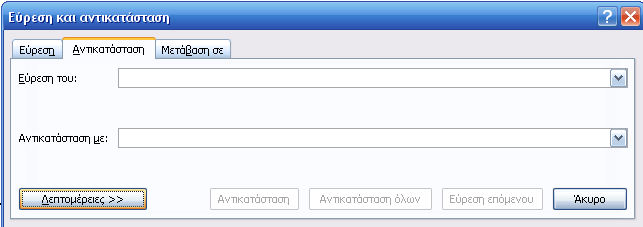 Εύρεση και αντικατάσταση
Εύρεση Αντικατάσταση Μετάβαση σε
Εύρεση του:
Αντικατάσταση με:
Λεπτομέρειες >> Αντικατάσταση Αντικατάσταση όλων Εύρεση επόμενου Άκυρο